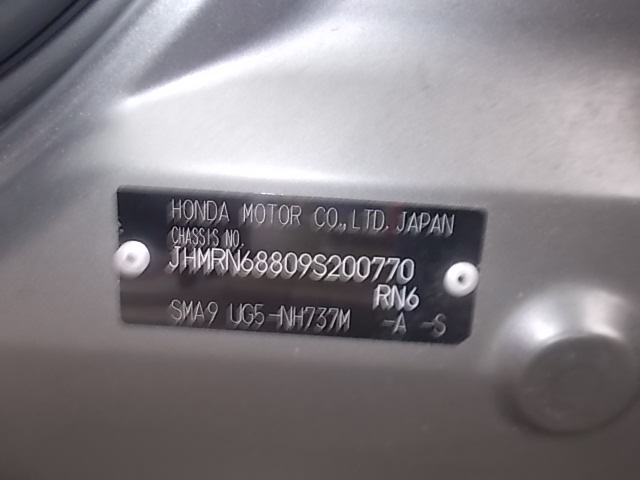 HONDA MOTOR CO.,LTD. JAPAN
CHASSIS NO.
JHMRN68809S200770
RN6
SMA9 UG5-NH737M -A -S